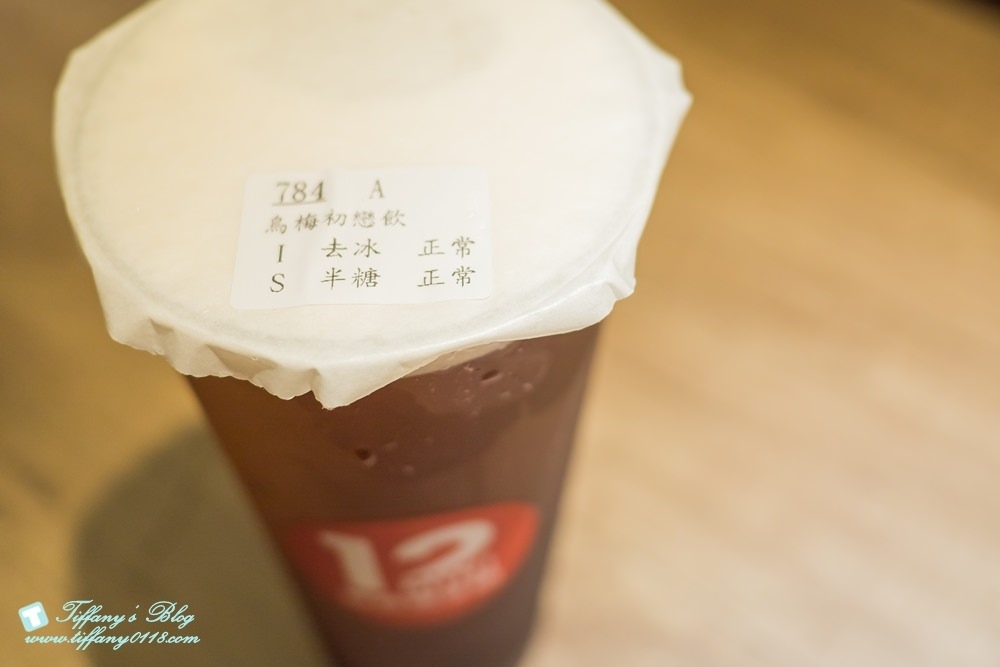 784 A
烏梅初戀飲
I 去冰 正常
S 半糖 正常
12
Tiffany's Blog
www.tiffany0118.com